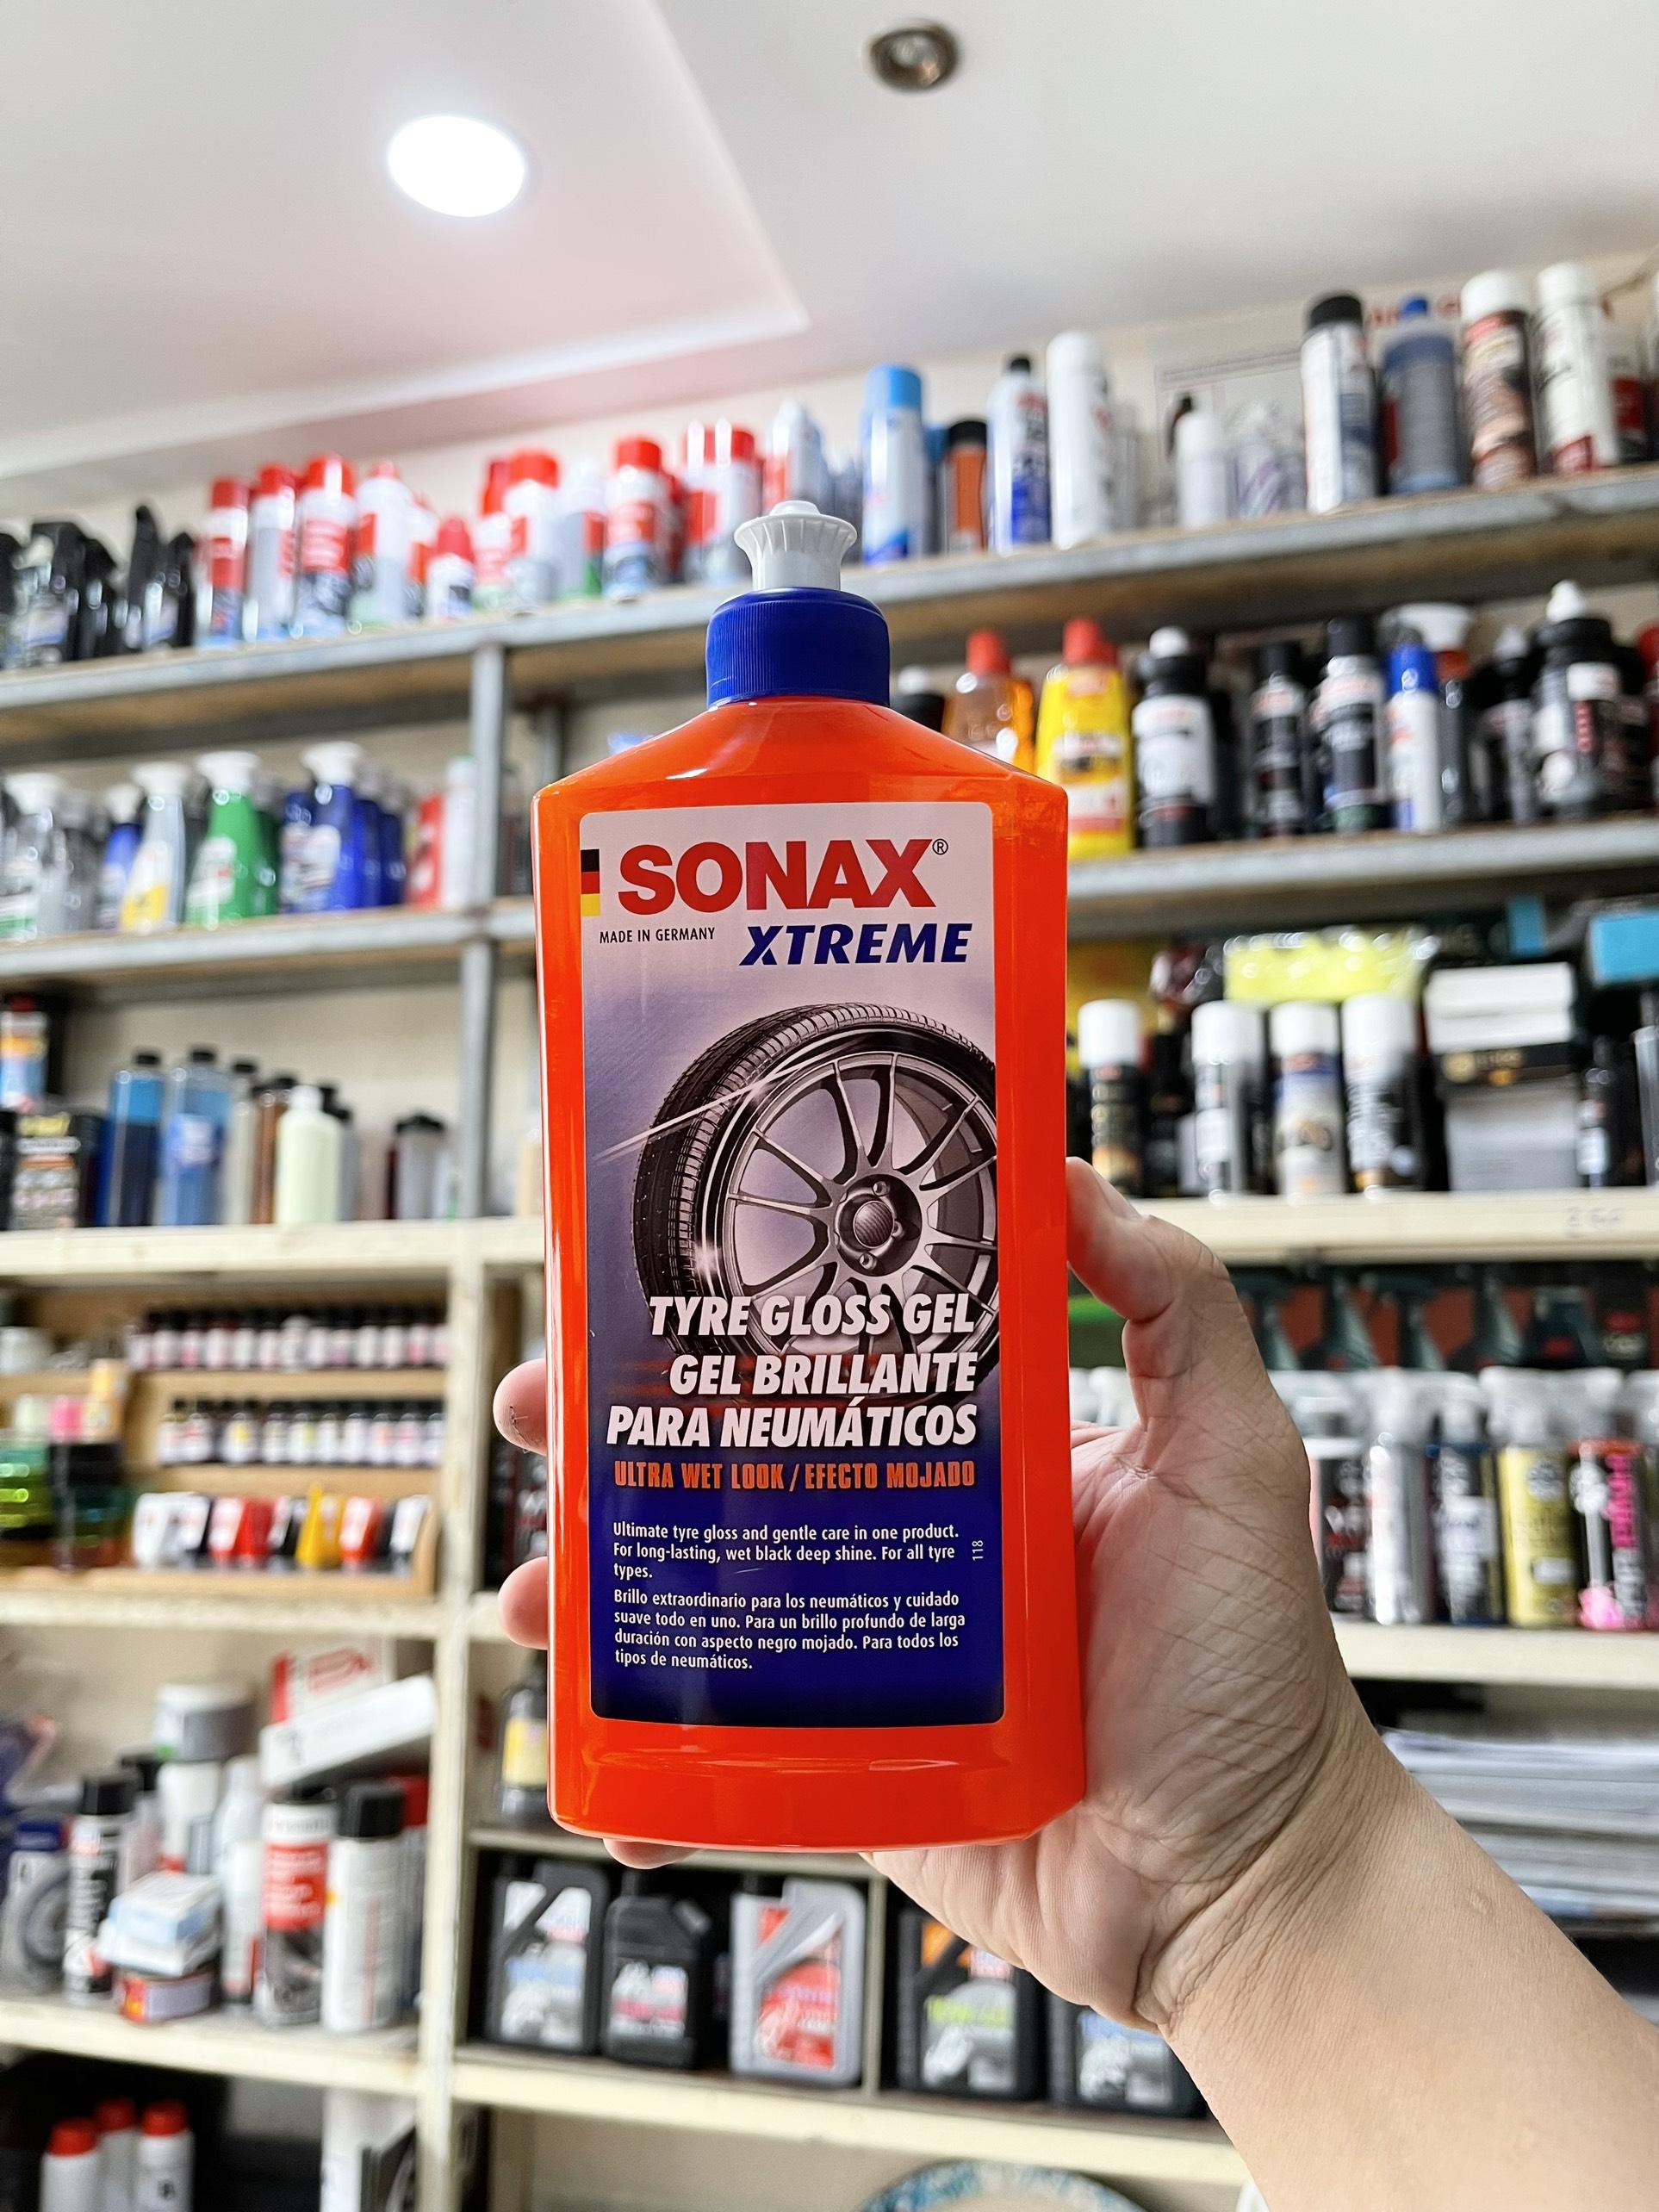 SONAX®
MADE IN GERMANY
XTREME
TYRE GLOSS GEL
GEL BRILLANTE
PARA NEUMÁTICOS
ULTRA WET LOOK / EFECTO MOJADO
Ultimate tyre gloss and gentle care in one product.
For long-lasting, wet black deep shine. For all tyre
types.
118
Brillo extraordinario para los neumáticos y cuidado
suave todo en uno. Para un brillo profundo de larga
duración con aspecto negro mojado. Para todos los
tipos de neumáticos.